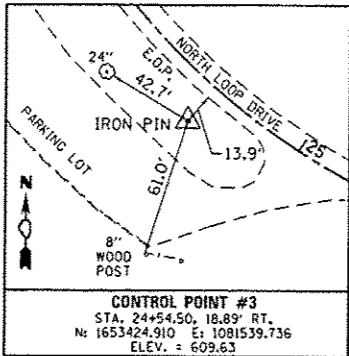 24"
42.7'
E.O.P.
NORTH LOOP DRIVE
IRON PIN
13.9'
125
PARKING LOT
61.0'
N
8"
WOOD
POST
CONTROL POINT #3
STA. 24+54.50, 18.89' RT.
N: 1653424.910 E: 1081539.736
ELEV. = 609.63